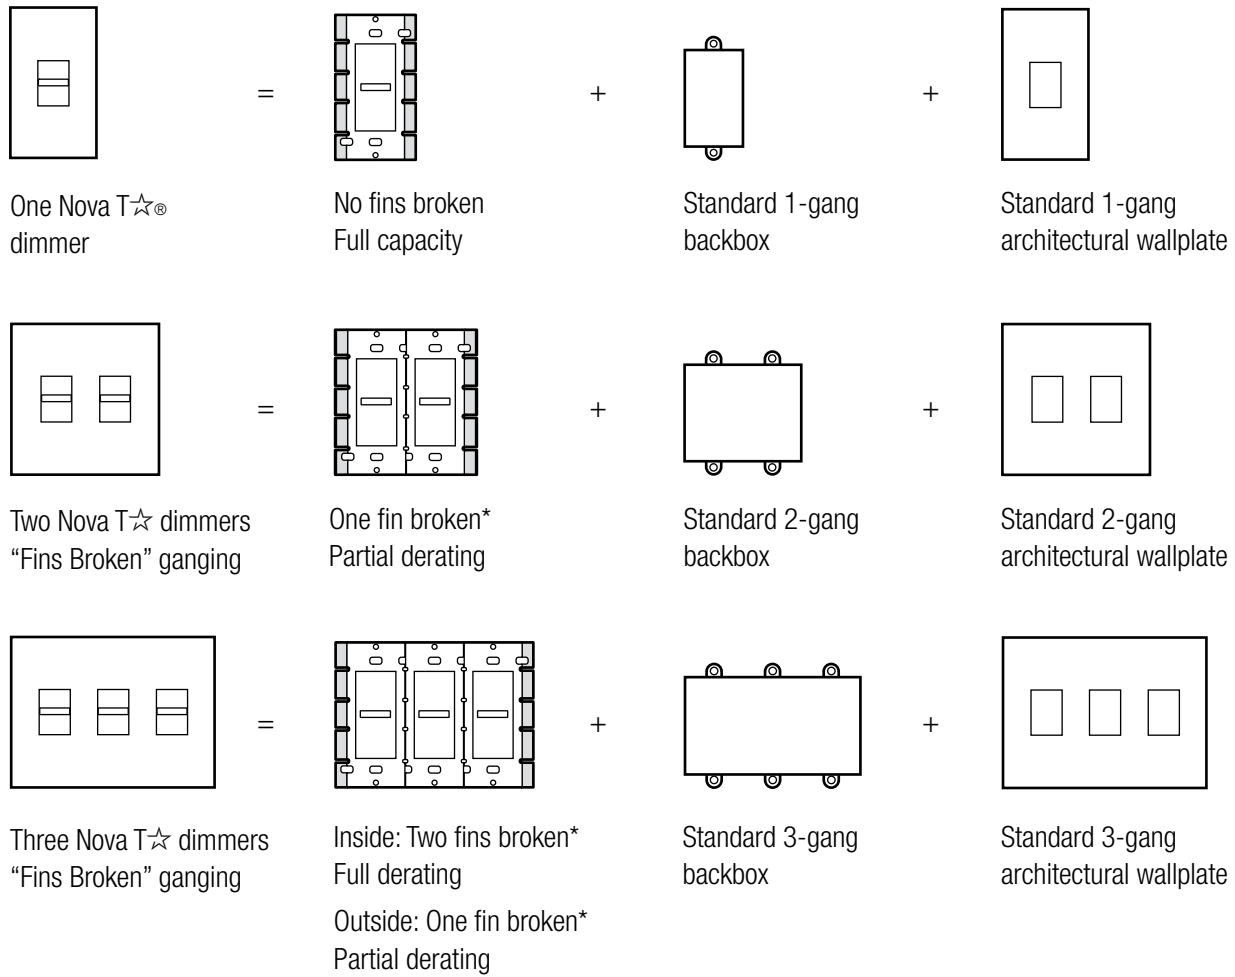 = + +
One Nova T☆®
dimmer
No fins broken
Full capacity
Standard 1-gang
backbox
Standard 1-gang
architectural wallplate
= + +
Two Nova T☆ dimmers
“Fins Broken” ganging
One fin broken*
Partial derating
Standard 2-gang
backbox
Standard 2-gang
architectural wallplate
= + +
Three Nova T☆ dimmers
“Fins Broken” ganging
Inside: Two fins broken*
Full derating
Outside: One fin broken*
Partial derating
Standard 3-gang
backbox
Standard 3-gang
architectural wallplate